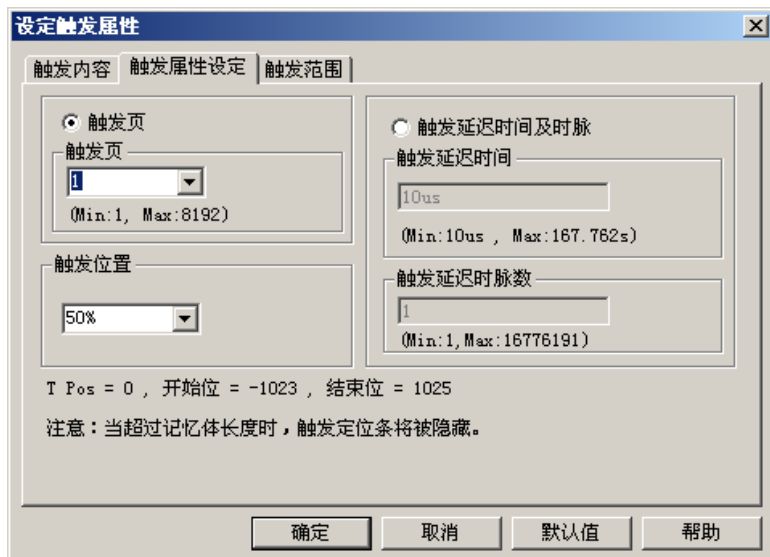 设定触发属性
触发内容 触发属性设定 触发范围
触发页
触发页
1
(Min:1, Max:8192)
触发位置
50%
触发延迟时间及时脉
触发延迟时间
10us
(Min:10us , Max:167.762s)
触发延迟时脉数
1
(Min:1,Max:16776191)
T Pos = 0 , 开始位 = -1023 , 结束位 = 1025
注意：当超过记忆体长度时，触发定位条将被隐藏。
确定 取消 默认值 帮助